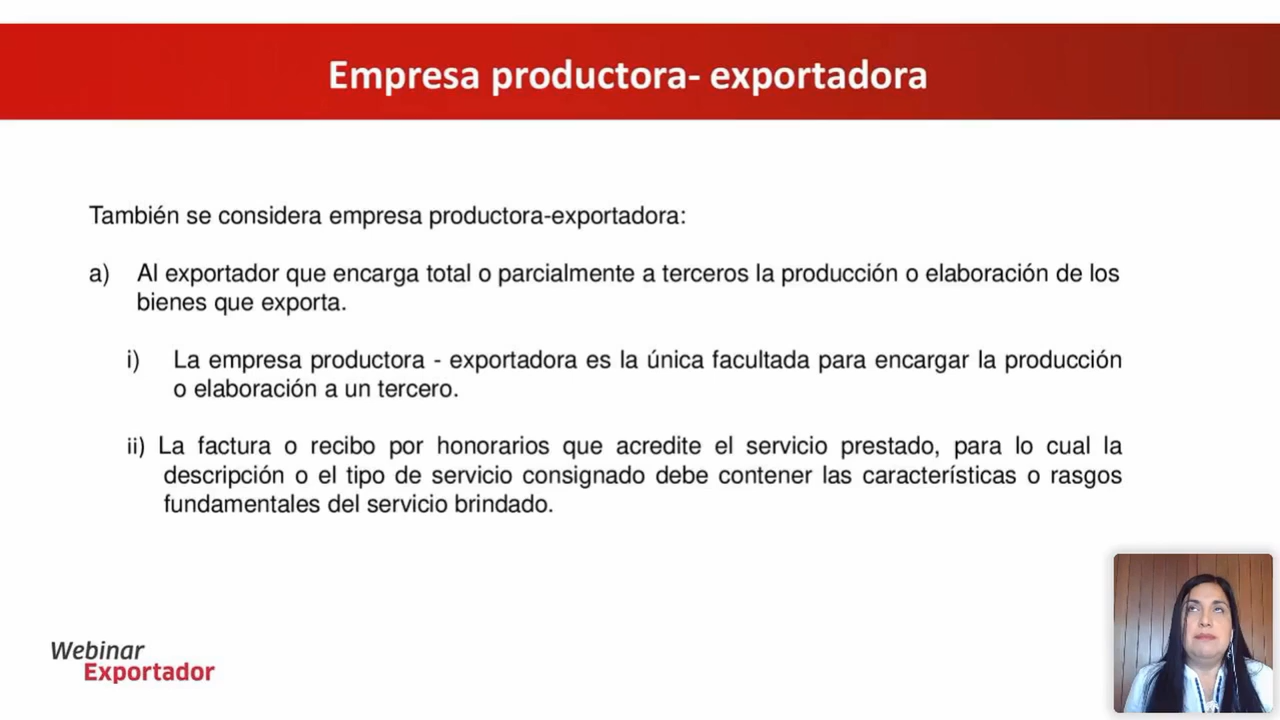 Empresa productora- exportadora
También se considera empresa productora-exportadora:
a) Al exportador que encarga total o parcialmente a terceros la producción o elaboración de los
bienes que exporta.
i) La empresa productora - exportadora es la única facultada para encargar la producción
o elaboración a un tercero.
ii) La factura o recibo por honorarios que acredite el servicio prestado, para lo cual la
descripción o el tipo de servicio consignado debe contener las características o rasgos
fundamentales del servicio brindado.
Webinar
Exportador